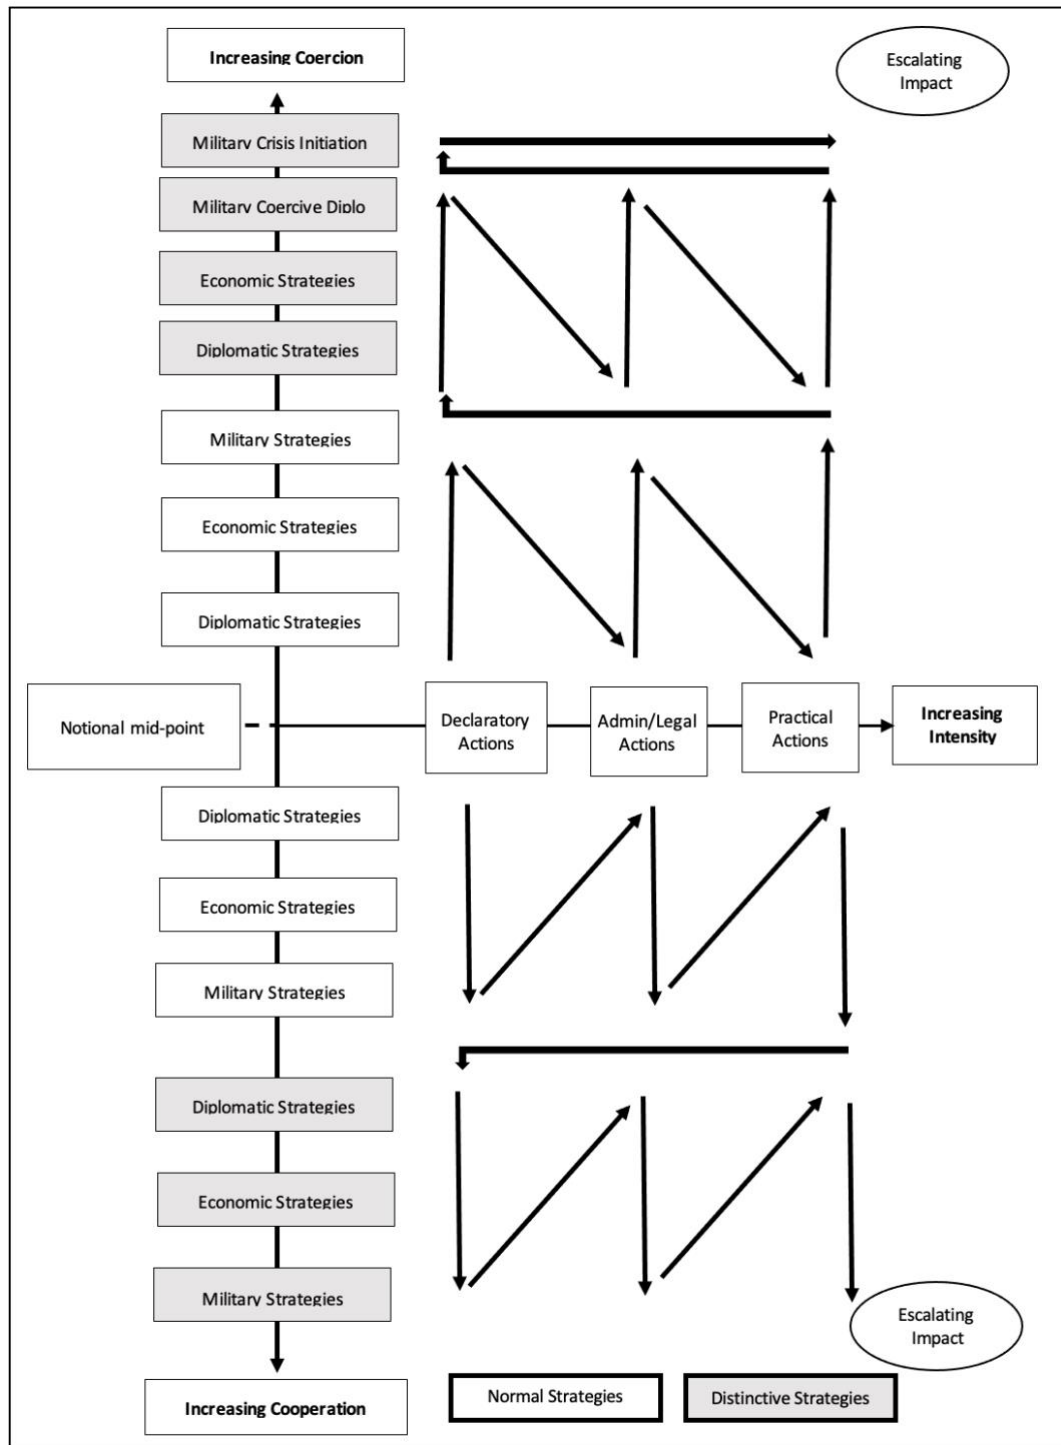 Increasing Coercion
Escalating
Impact
Military Crisis Initiation
Military Coercive Diplo
Economic Strategies
Diplomatic Strategies
Military Strategies
Economic Strategies
Diplomatic Strategies
Notional mid-point
Declaratory
Actions
Admin/Legal
Actions
Practical
Actions
Increasing
Intensity
Diplomatic Strategies
Economic Strategies
Military Strategies
Diplomatic Strategies
Economic Strategies
Military Strategies
Escalating
Impact
Increasing Cooperation
Normal Strategies
Distinctive Strategies